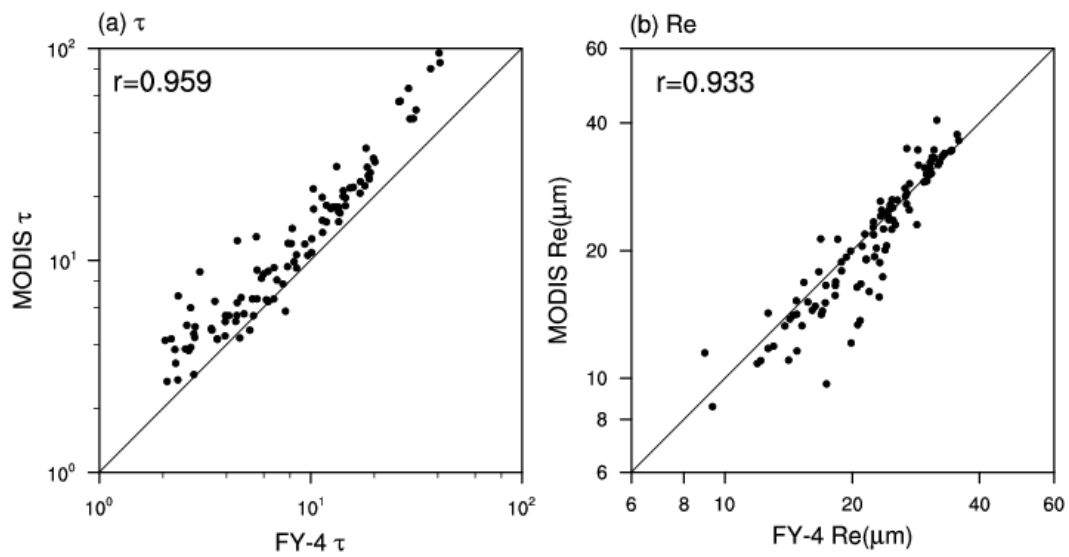 (a) τ
(b) Re
r=0.959
r=0.933
MODIS τ
10²
10¹
10⁰
10⁰
10¹
10²
FY-4 τ
MODIS Re(μm)
60
40
20
10
8
6
6
8
10
20
40
60
FY-4 Re(μm)